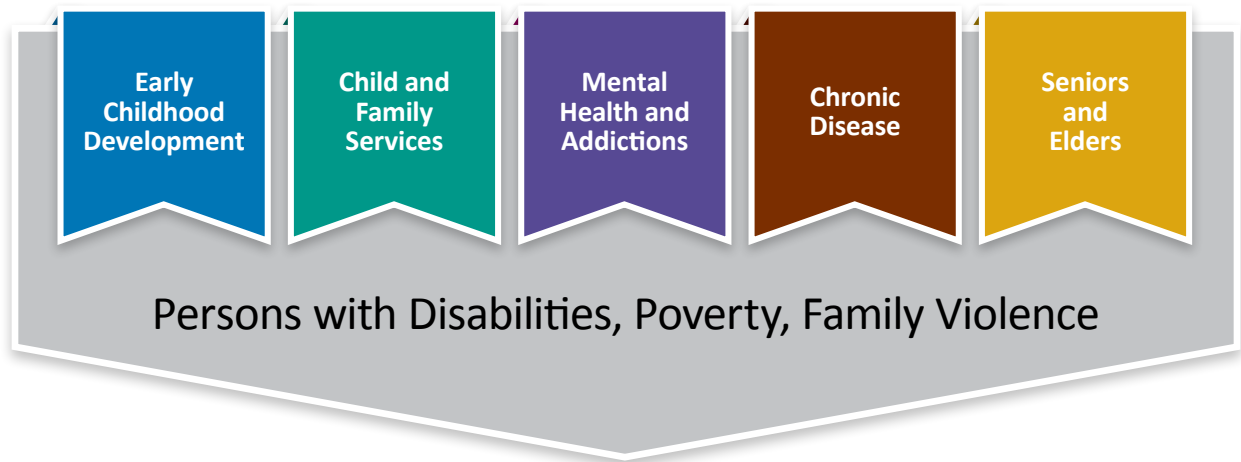 Early
Childhood
Development
Child and
Family
Services
Mental
Health and
Addictions
Chronic
Disease
Seniors
and
Elders
Persons with Disabilities, Poverty, Family Violence